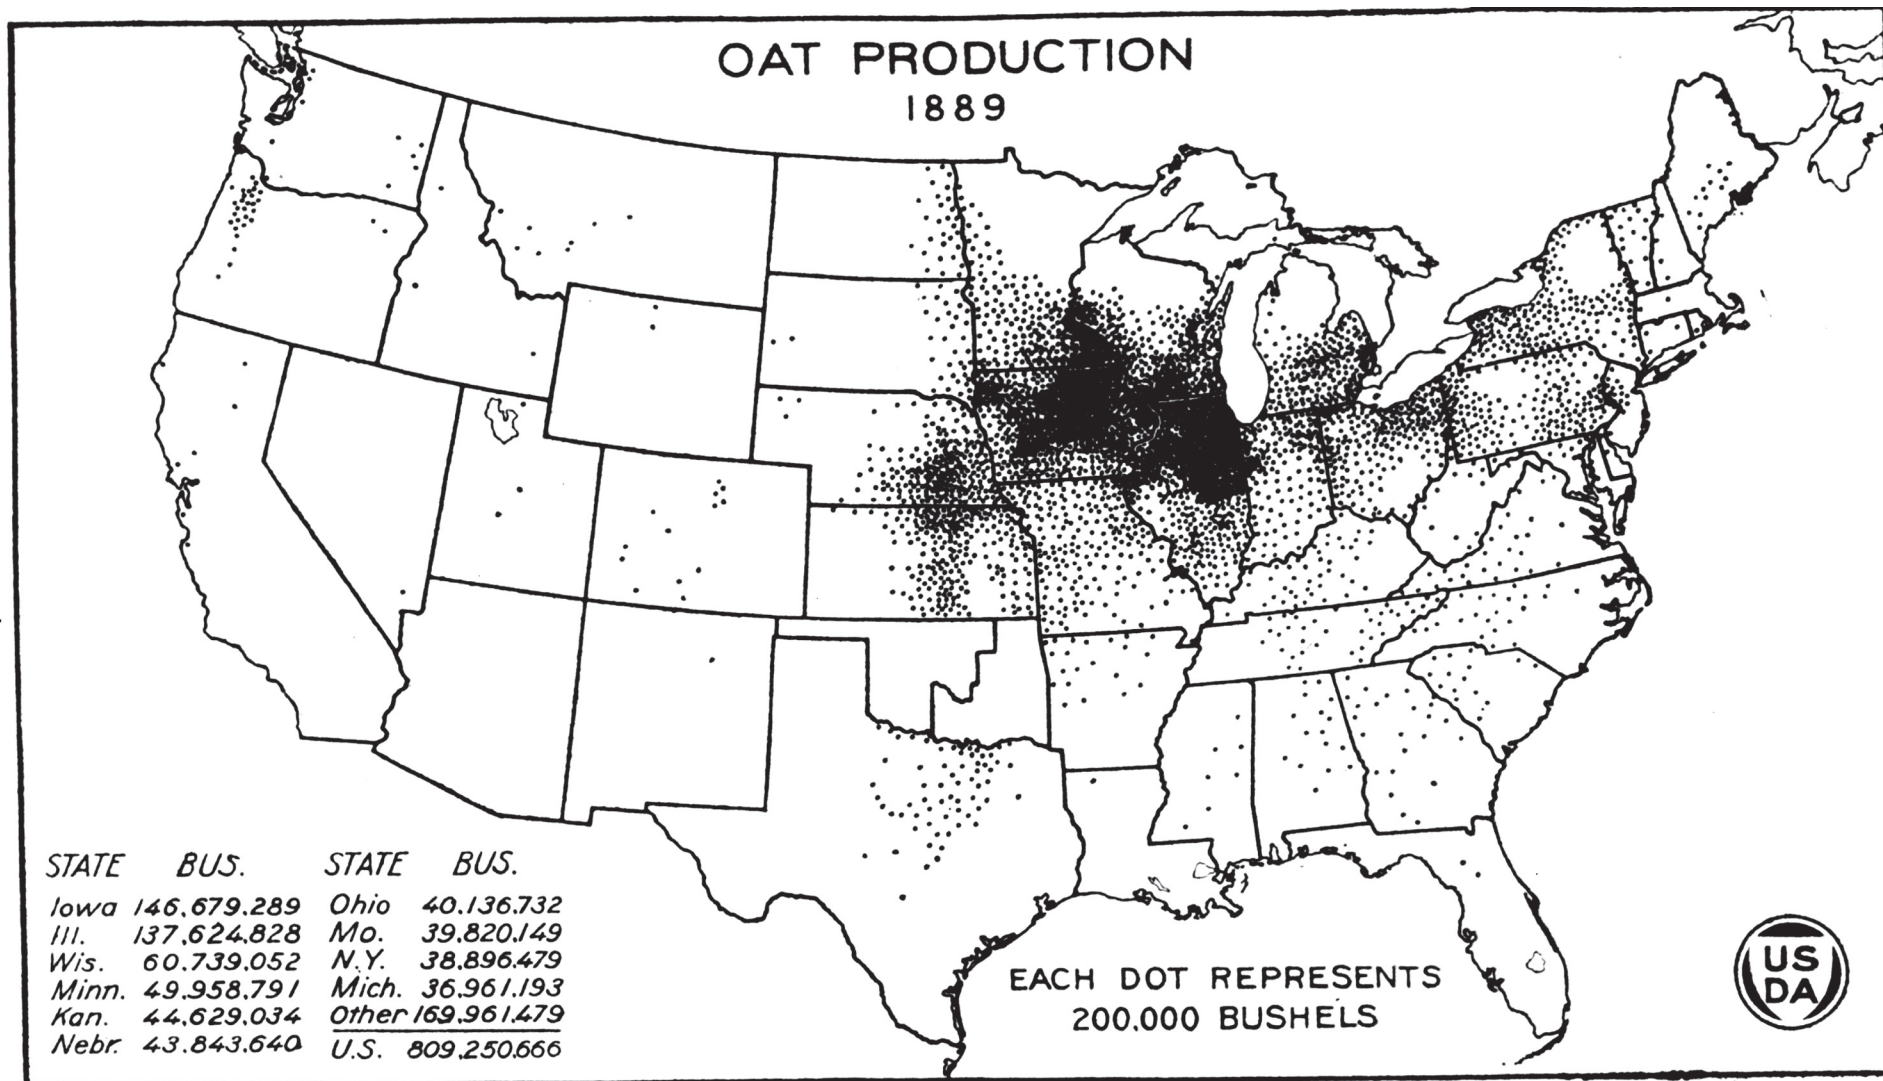 OAT PRODUCTION
1889
STATE BUS. STATE BUS.
Iowa 146,679,289 Ohio 40,136,732
Ill. 137,624,828 Mo. 39,820,149
Wis. 60,739,052 N.Y. 38,896,479
Minn. 49,958,791 Mich. 36,961,193
Kan. 44,629,034 Other 169,961,479
Nebr. 43,843,640 U.S. 809,250,666
EACH DOT REPRESENTS
200,000 BUSHELS
US
DA